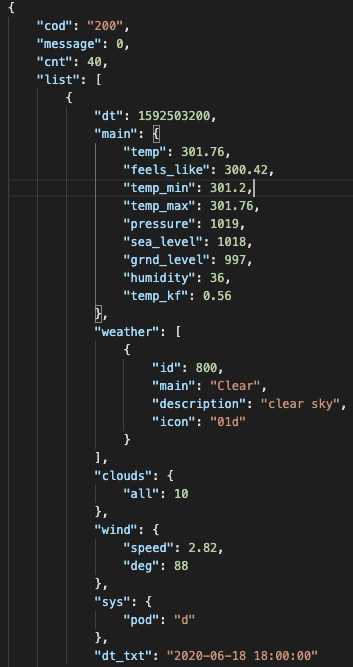 {
"cod": "200",
"message": 0,
"cnt": 40,
"list": [
{
"dt": 1592503200,
"main": {
"temp": 301.76,
"feels_like": 300.42,
"temp_min": 301.2,
"temp_max": 301.76,
"pressure": 1019,
"sea_level": 1018,
"grnd_level": 997,
"humidity": 36,
"temp_kf": 0.56
},
"weather": [
{
"id": 800,
"main": "Clear",
"description": "clear sky",
"icon": "01d"
}
],
"clouds": {
"all": 10
},
"wind": {
"speed": 2.82,
"deg": 88
},
"sys": {
"pod": "d"
},
"dt_txt": "2020-06-18 18:00:00"